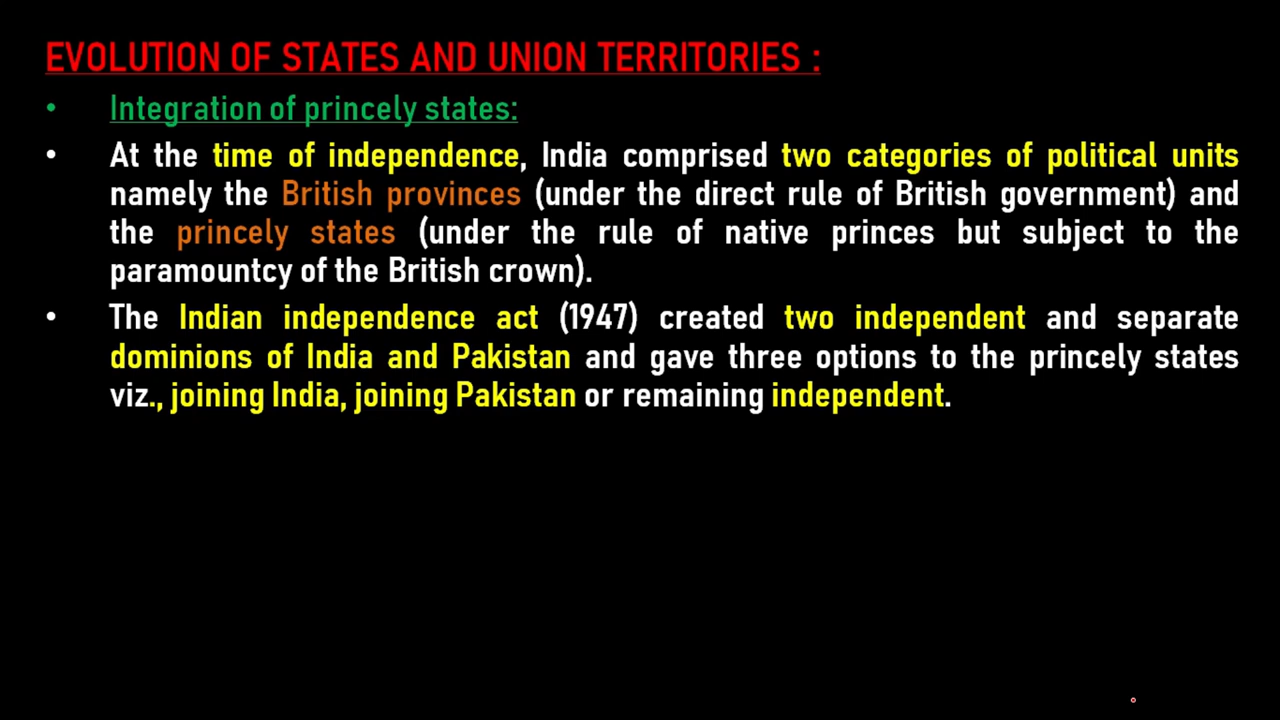 EVOLUTION OF STATES AND UNION TERRITORIES :
• Integration of princely states:
• At the time of independence, India comprised two categories of political units
namely the British provinces (under the direct rule of British government) and
the princely states (under the rule of native princes but subject to the
paramountcy of the British crown).
• The Indian independence act (1947) created two independent and separate
dominions of India and Pakistan and gave three options to the princely states
viz., joining India, joining Pakistan or remaining independent.